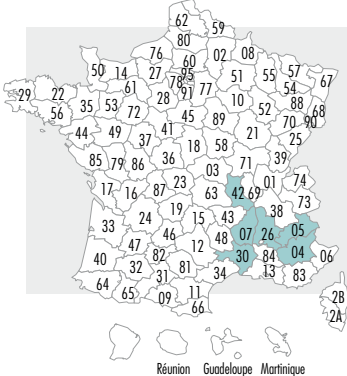 62 59
80
76 02 08
60
50 14 27 95 51 55 57 67
78
61 91 77 54
29 22 35 53 28 10 88 68
56 72 52
45 89 70 90
44 49 41 21 25
37
18 58
85 79 86 36 71 39
03
17 16 87 23 01 74
63 42 69
19 38 73
24 15 43
33 07 26 05
46 48
47 12 04
82 30 84 06
40 32 81 34 13 83
31
64 65 11
09 66
2B
2A
Réunion Guadeloupe Martinique